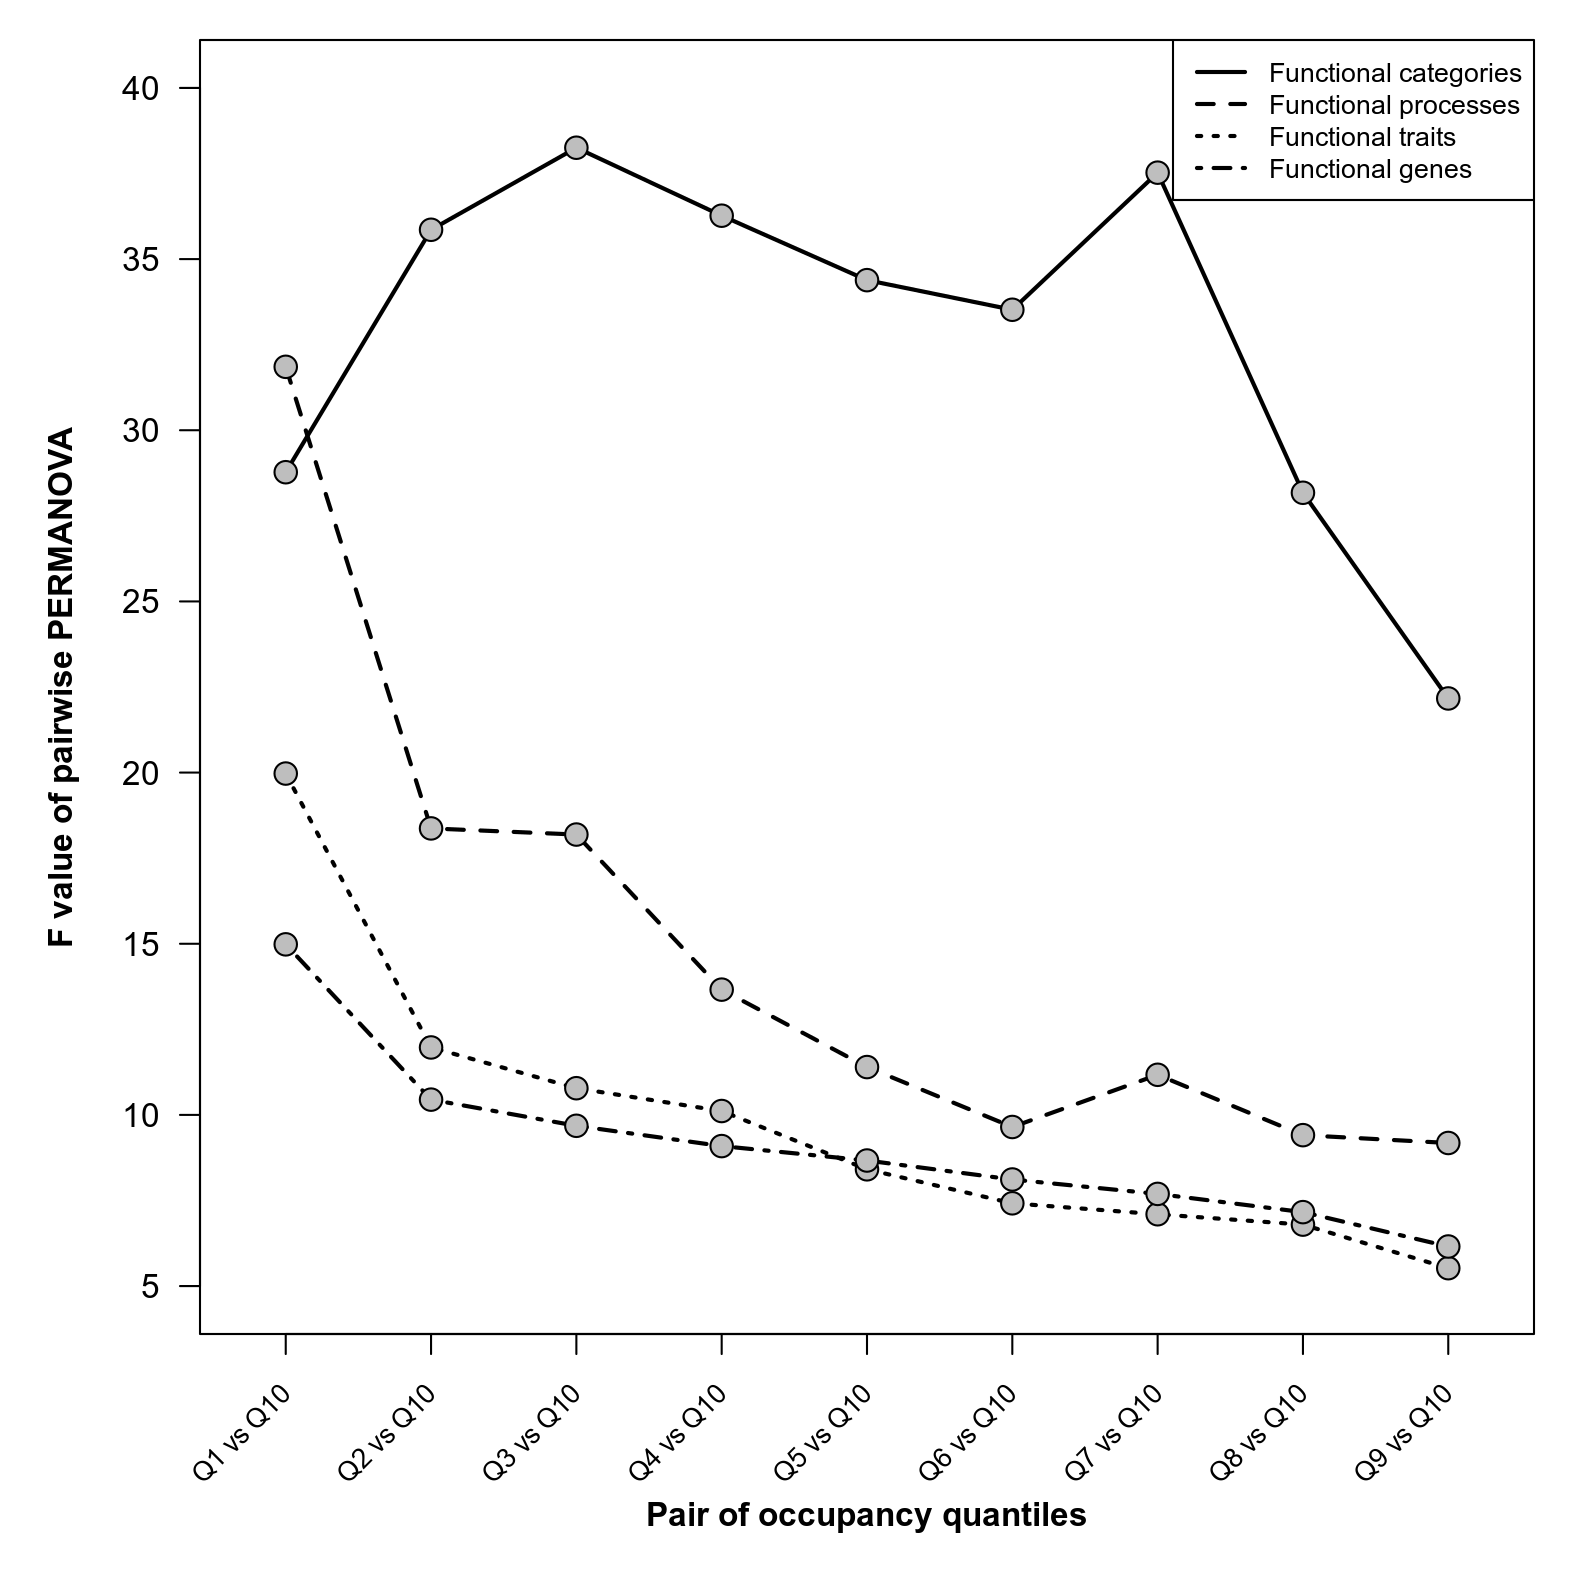 Functional categories
Functional processes
Functional traits
Functional genes
F value of pairwise PERMANOVA
40
35
30
25
20
15
10
5
Q1 vs Q10
Q2 vs Q10
Q3 vs Q10
Q4 vs Q10
Q5 vs Q10
Q6 vs Q10
Q7 vs Q10
Q8 vs Q10
Q9 vs Q10
Pair of occupancy quantiles